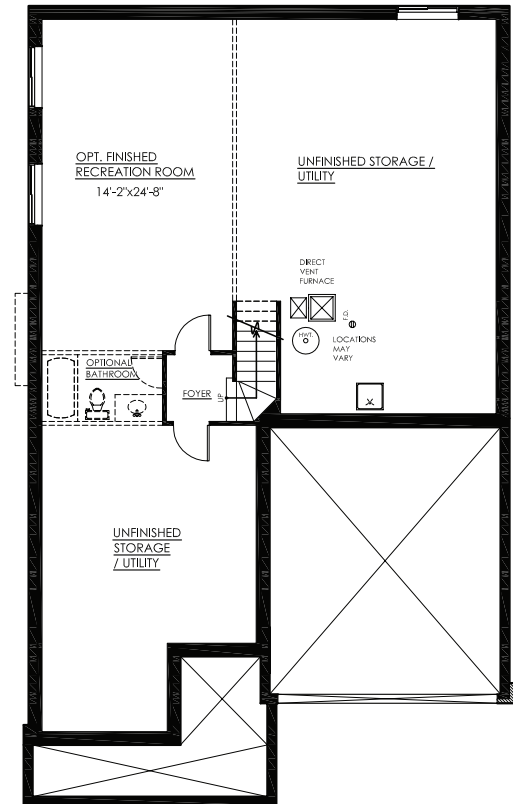 OPT. FINISHED
RECREATION ROOM
14'-2"x24'-8"
UNFINISHED STORAGE /
UTILITY
DIRECT
VENT
FURNACE
F.D.
HWT.
LOCATIONS
MAY
VARY
OPTIONAL
BATHROOM
FOYER
UP
UNFINISHED
STORAGE
/ UTILITY